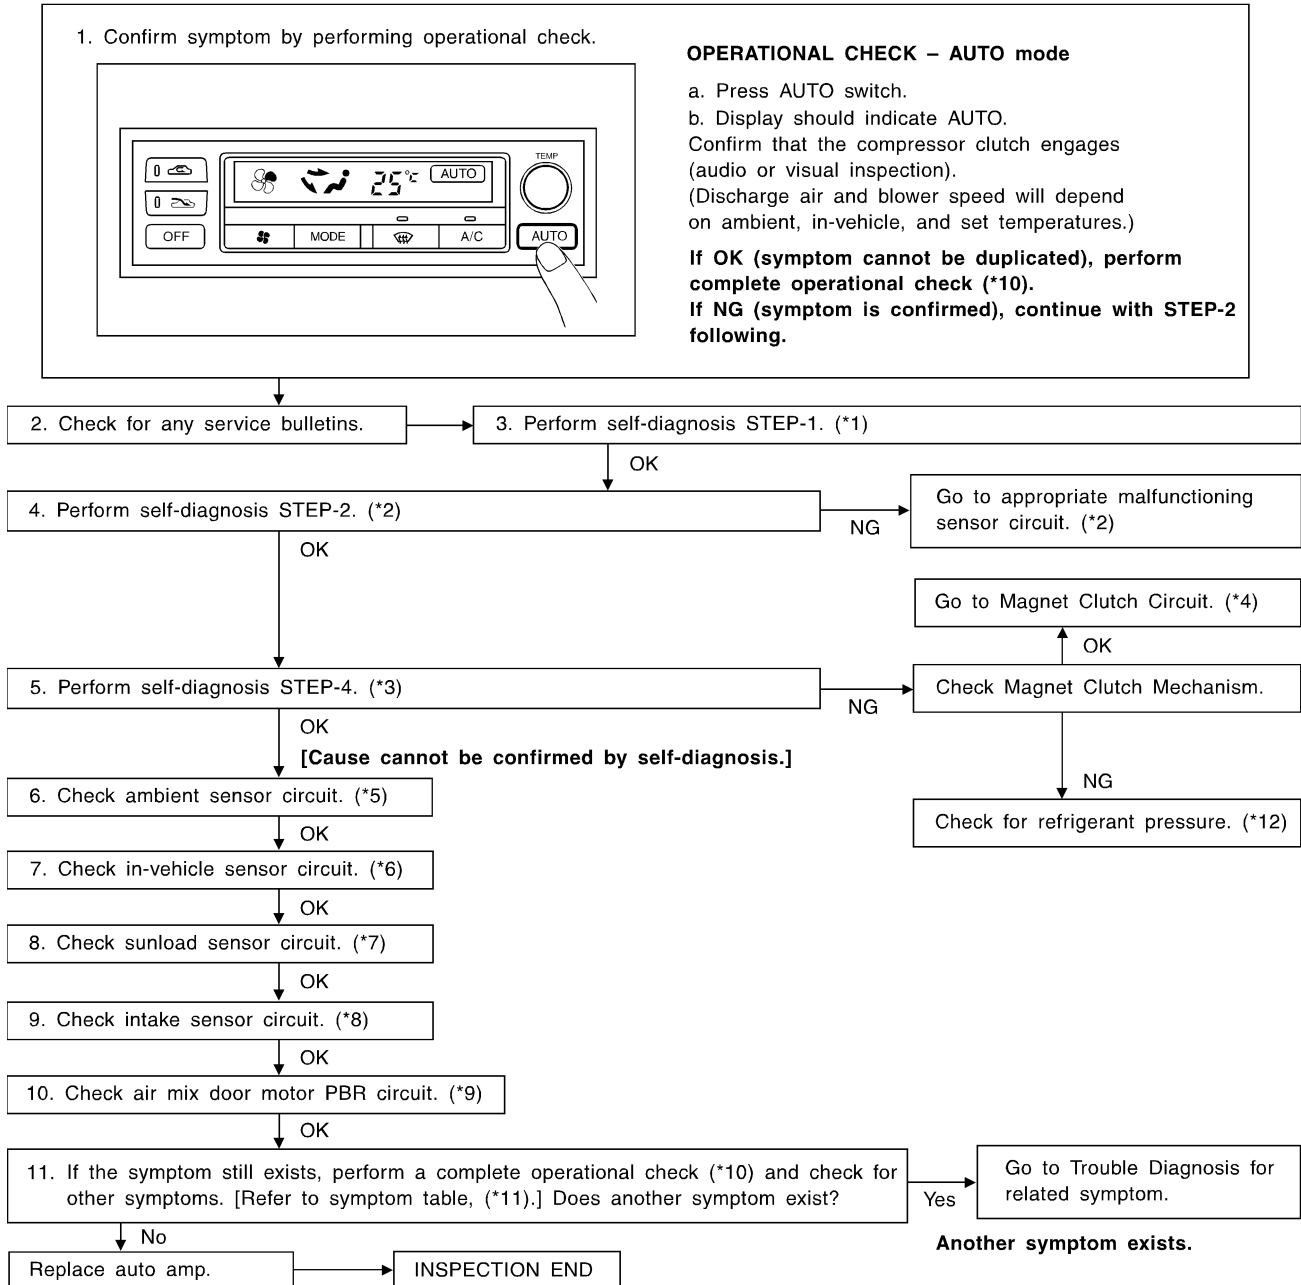 1. Confirm symptom by performing operational check.
TEMP
25°C
AUTO
OFF
MODE
A/C
AUTO
OPERATIONAL CHECK – AUTO mode
a. Press AUTO switch.
b. Display should indicate AUTO.
Confirm that the compressor clutch engages
(audio or visual inspection).
(Discharge air and blower speed will depend
on ambient, in-vehicle, and set temperatures.)
If OK (symptom cannot be duplicated), perform
complete operational check (*10).
If NG (symptom is confirmed), continue with STEP-2
following.
2. Check for any service bulletins.
3. Perform self-diagnosis STEP-1. (*1)
OK
4. Perform self-diagnosis STEP-2. (*2)
NG
Go to appropriate malfunctioning
sensor circuit. (*2)
OK
Go to Magnet Clutch Circuit. (*4)
OK
5. Perform self-diagnosis STEP-4. (*3)
NG
Check Magnet Clutch Mechanism.
OK
[Cause cannot be confirmed by self-diagnosis.]
NG
Check for refrigerant pressure. (*12)
6. Check ambient sensor circuit. (*5)
OK
7. Check in-vehicle sensor circuit. (*6)
OK
8. Check sunload sensor circuit. (*7)
OK
9. Check intake sensor circuit. (*8)
OK
10. Check air mix door motor PBR circuit. (*9)
OK
11. If the symptom still exists, perform a complete operational check (*10) and check for
other symptoms. [Refer to symptom table, (*11).] Does another symptom exist?
Yes
Go to Trouble Diagnosis for
related symptom.
Another symptom exists.
No
Replace auto amp.
INSPECTION END